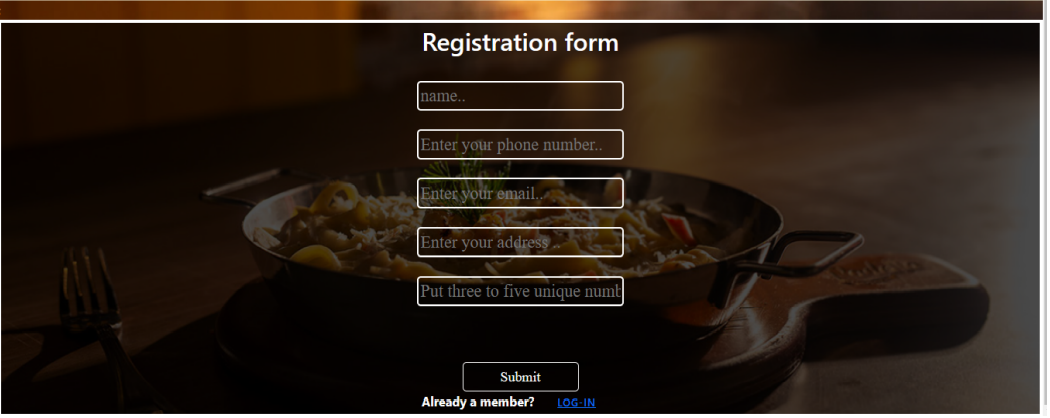 Registration form
name..
Enter your phone number..
Enter your email..
Enter your address ..
Put three to five unique numb
Submit
Already a member? LOG-IN